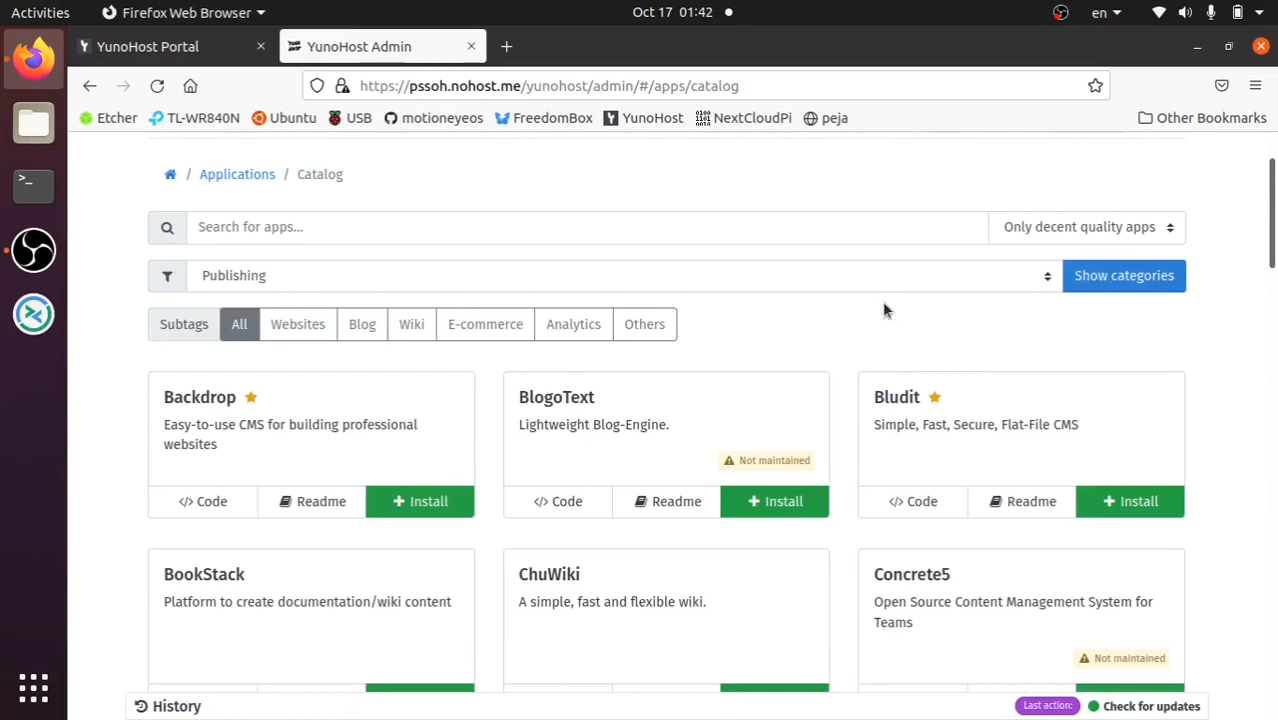 Activities Firefox Web Browser Oct 17 01:42 en
YunoHost Portal YunoHost Admin
https://pssoh.nohost.me/yunohost/admin/#/apps/catalog
Etcher TL-WR840N Ubuntu USB motioneyeos FreedomBox YunoHost NextCloudPi peja Other Bookmarks
/ Applications / Catalog
Search for apps... Only decent quality apps
Publishing Show categories
Subtags All Websites Blog Wiki E-commerce Analytics Others
Backdrop
Easy-to-use CMS for building professional
websites
</> Code Readme + Install
BlogoText
Lightweight Blog-Engine.
Not maintained
</> Code Readme + Install
Bludit
Simple, Fast, Secure, Flat-File CMS
</> Code Readme + Install
BookStack
Platform to create documentation/wiki content
ChuWiki
A simple, fast and flexible wiki.
Concrete5
Open Source Content Management System for
Teams
Not maintained
History Last action: Check for updates